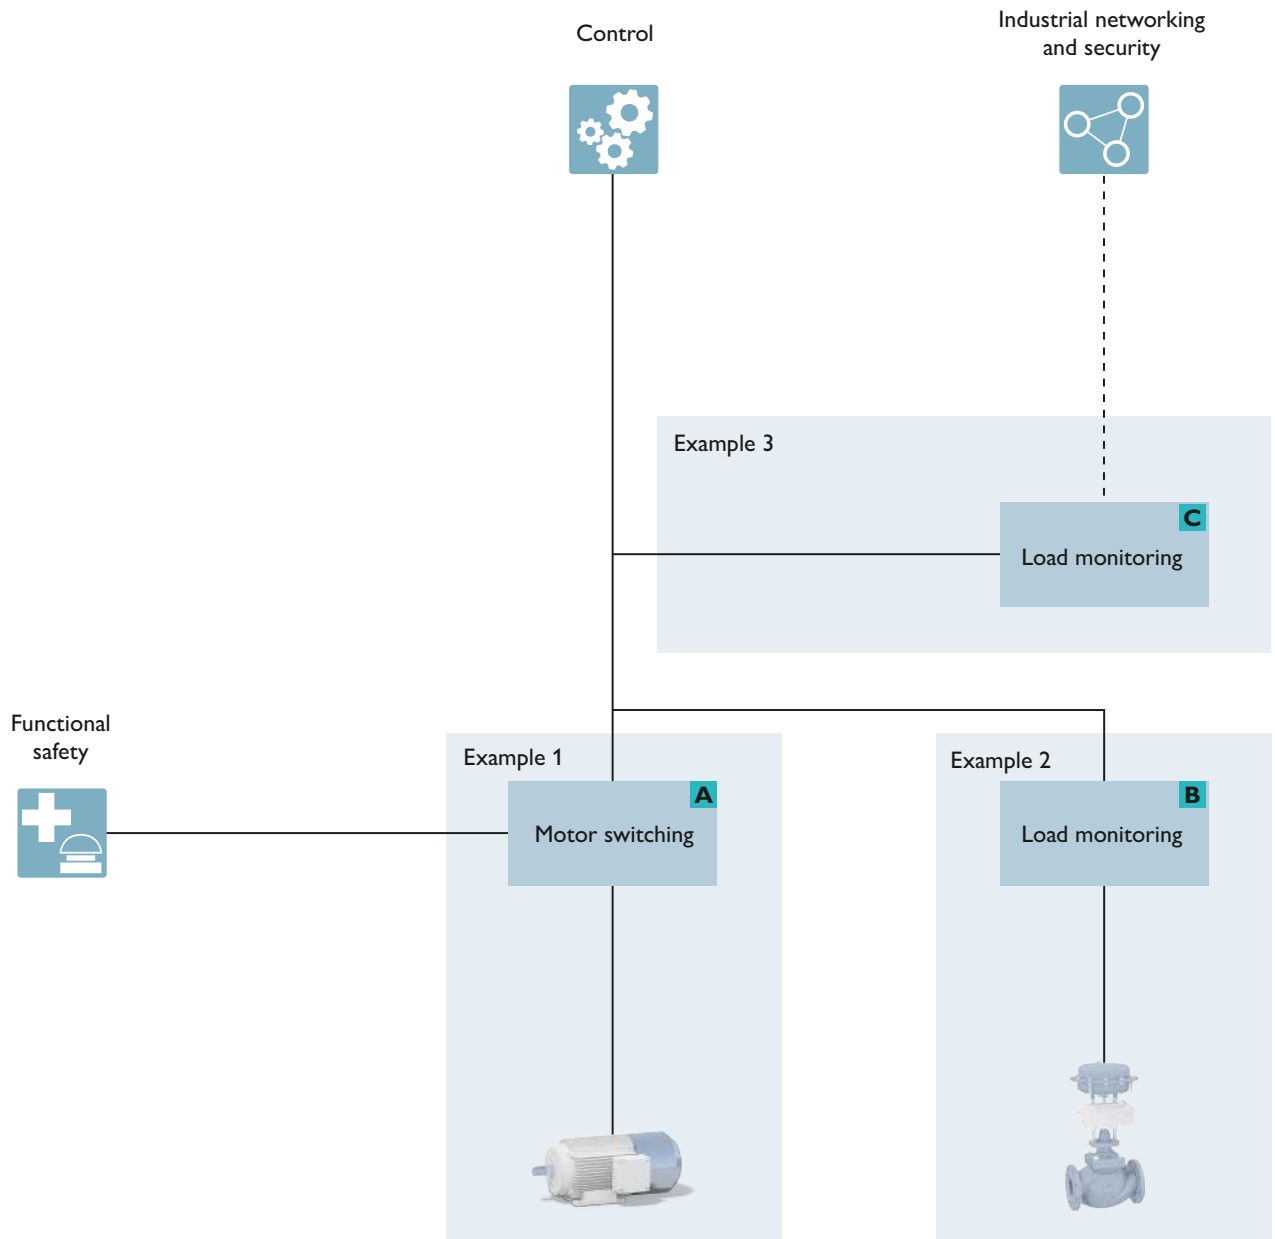 Control
Industrial networking
and security
Example 3
C
Load monitoring
Functional
safety
Example 1
A
Motor switching
Example 2
B
Load monitoring